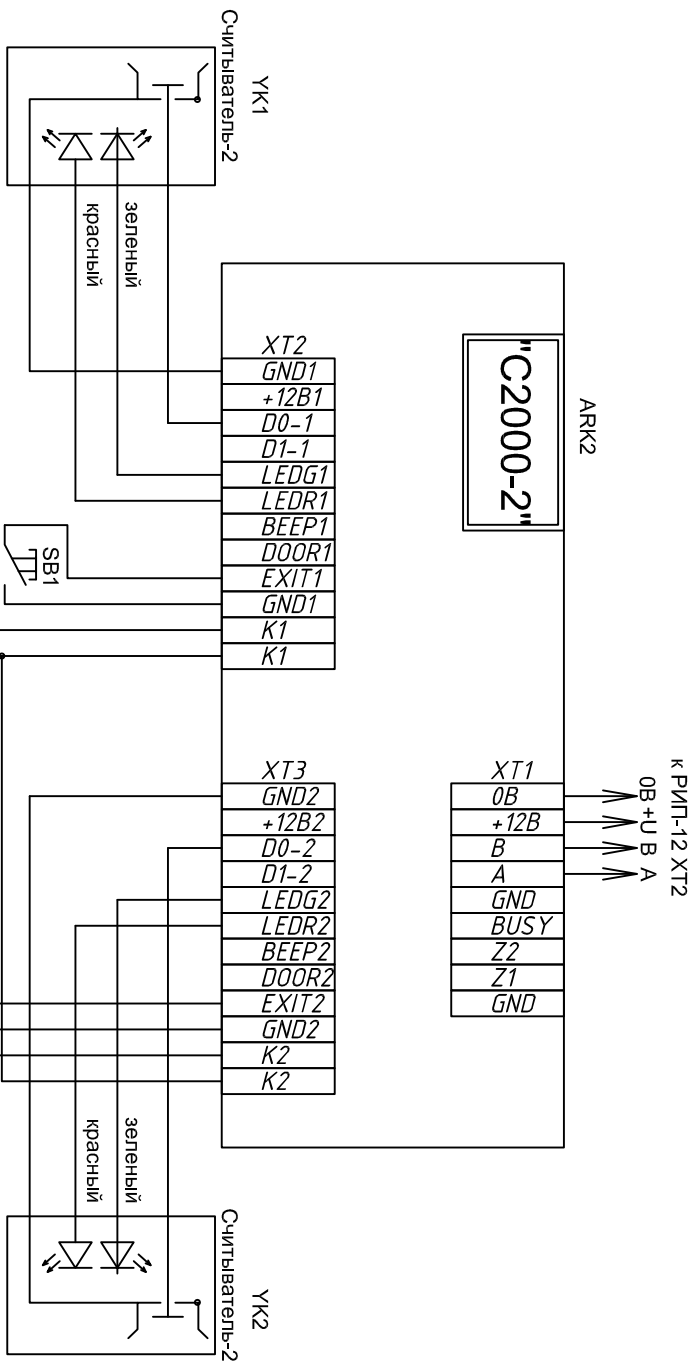 YK1
Считыватель-2
зеленый
красный
ARK2
"С2000-2"
XT2
GND1
+12В1
D0-1
D1-1
LEDG1
LEDR1
BEEP1
DOOR1
EXIT1
GND1
K1
K1
SB1
к РИП-12 XT2
0В +U В А
XT1
0В
+12В
B
A
GND
BUSY
Z2
Z1
GND
XT3
GND2
+12В2
D0-2
D1-2
LEDG2
LEDR2
BEEP2
DOOR2
EXIT2
GND2
K2
K2
зеленый
красный
YK2
Считыватель-2